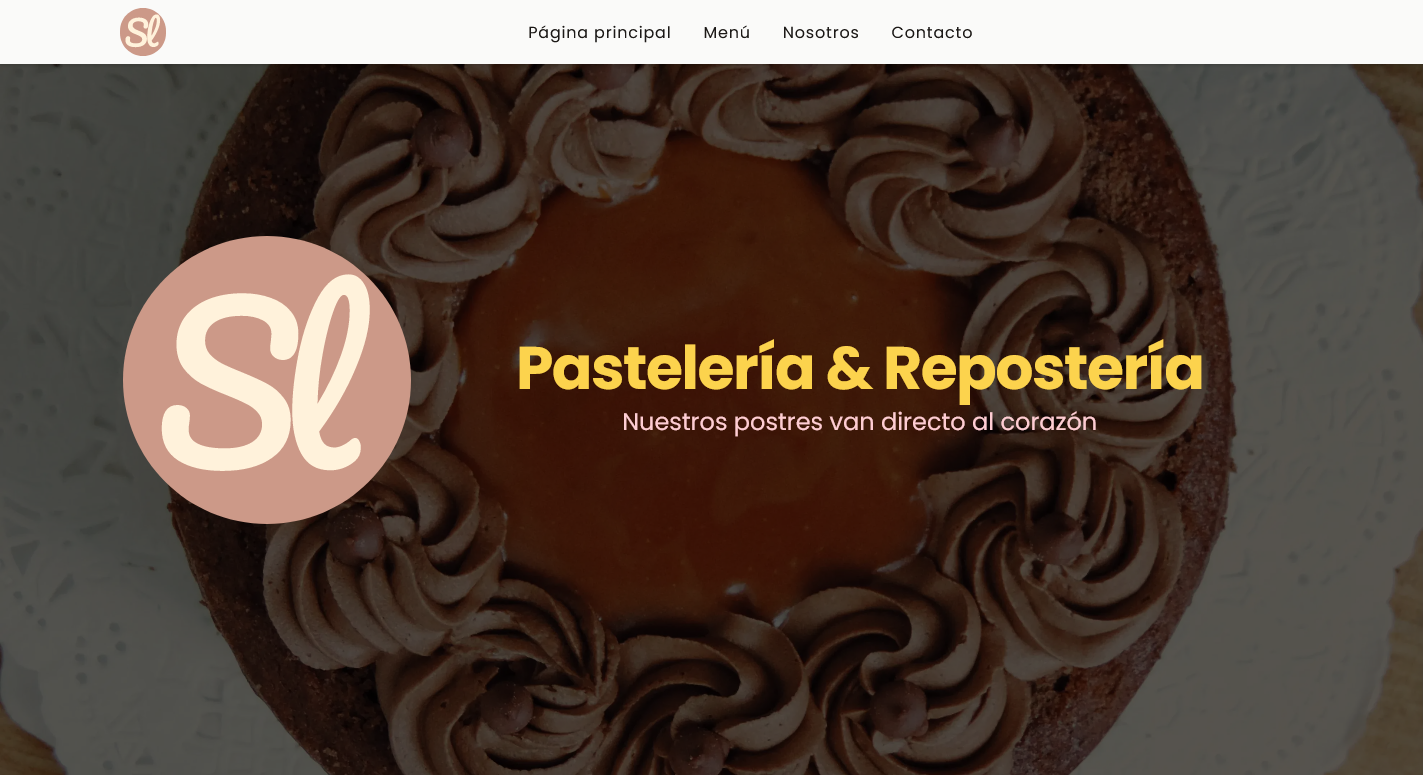 Sl
Página principal Menú Nosotros Contacto
Sl
Pastelería & Repostería
Nuestros postres van directo al corazón